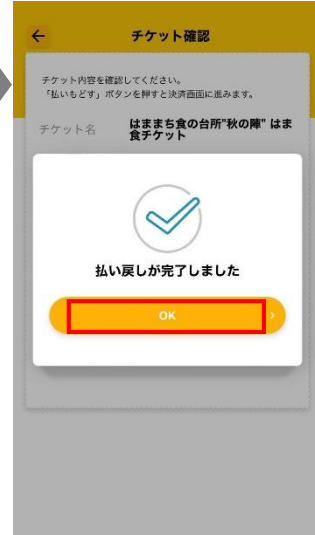 チケット確認
チケット内容を確認してください。
「払いもどす」ボタンを押すと決済画面に進みます。
チケット名
はままち食の台所"秋の陣" はま
食チケット
払い戻しが完了しました
OK